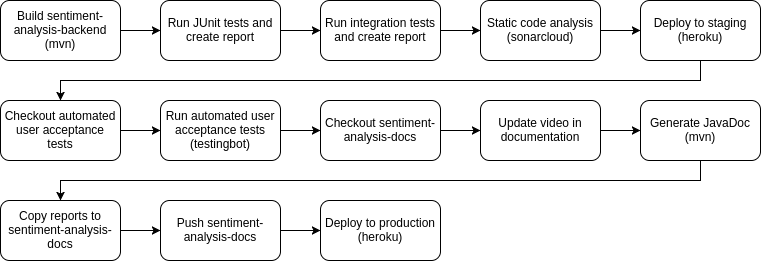 Build sentiment-
analysis-backend
(mvn)
Run JUnit tests and
create report
Run integration tests
and create report
Static code analysis
(sonarcloud)
Deploy to staging
(heroku)
Checkout automated
user acceptance
tests
Run automated user
acceptance tests
(testingbot)
Checkout sentiment-
analysis-docs
Update video in
documentation
Generate JavaDoc
(mvn)
Copy reports to
sentiment-analysis-
docs
Push sentiment-
analysis-docs
Deploy to production
(heroku)